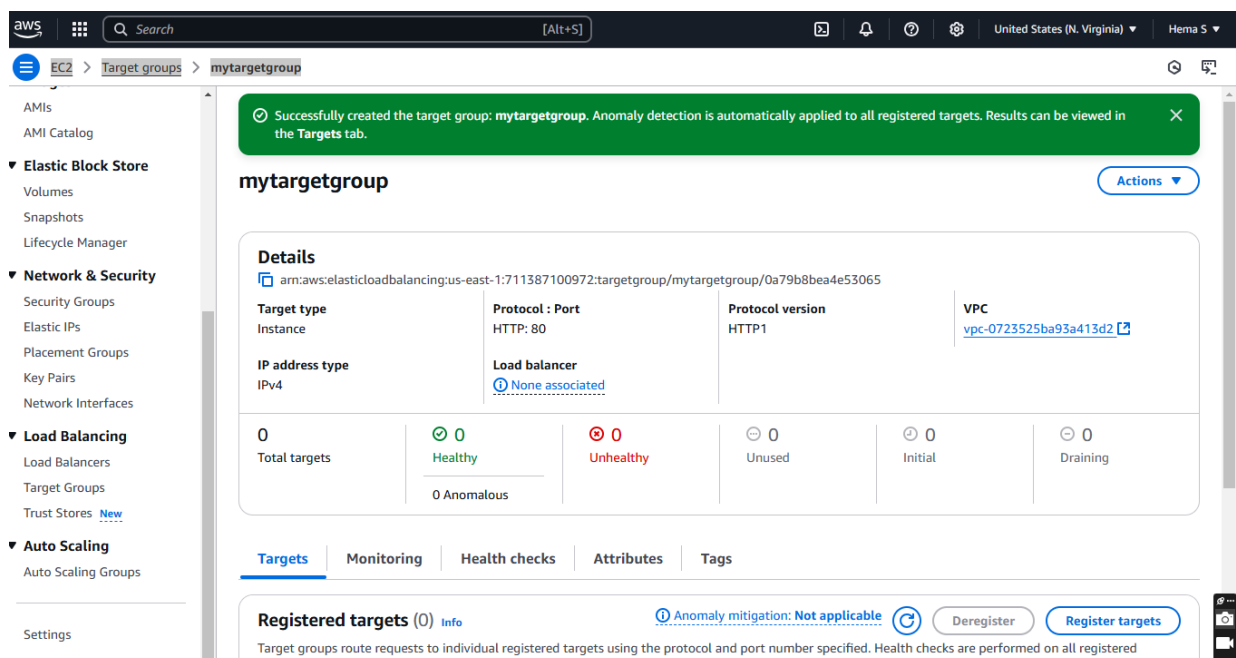 aws
Search [Alt+S]
United States (N. Virginia) ▼ Hema S ▼
EC2 > Target groups > mytargetgroup
AMIs
AMI Catalog
▼ Elastic Block Store
Volumes
Snapshots
Lifecycle Manager
▼ Network & Security
Security Groups
Elastic IPs
Placement Groups
Key Pairs
Network Interfaces
▼ Load Balancing
Load Balancers
Target Groups
Trust Stores New
▼ Auto Scaling
Auto Scaling Groups
Settings
Successfully created the target group: mytargetgroup. Anomaly detection is automatically applied to all registered targets. Results can be viewed in
the Targets tab.
mytargetgroup
Actions ▼
Details
arn:aws:elasticloadbalancing:us-east-1:711387100972:targetgroup/mytargetgroup/0a79b8bea4e53065
Target type
Instance
Protocol : Port
HTTP: 80
Protocol version
HTTP1
VPC
vpc-0723525ba93a413d2
IP address type
IPv4
Load balancer
None associated
0
Total targets
0
Healthy
0 Anomalous
0
Unhealthy
0
Unused
0
Initial
0
Draining
Targets Monitoring Health checks Attributes Tags
Registered targets (0) Info
Anomaly mitigation: Not applicable
Deregister
Register targets
Target groups route requests to individual registered targets using the protocol and port number specified. Health checks are performed on all registered